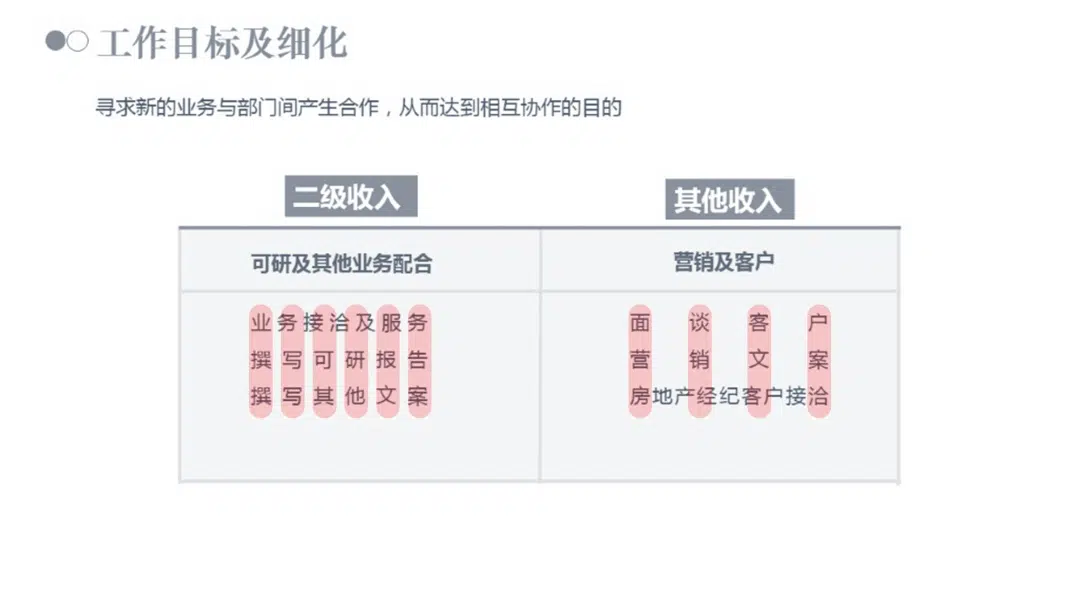 工作目标及细化
寻求新的业务与部门间产生合作，从而达到相互协作的目的
二级收入
其他收入
可研及其他业务配合
营销及客户
业务接洽及服务
撰写可研报告
撰写其他文案
面谈客户
营销文案
房地产经纪客户接洽